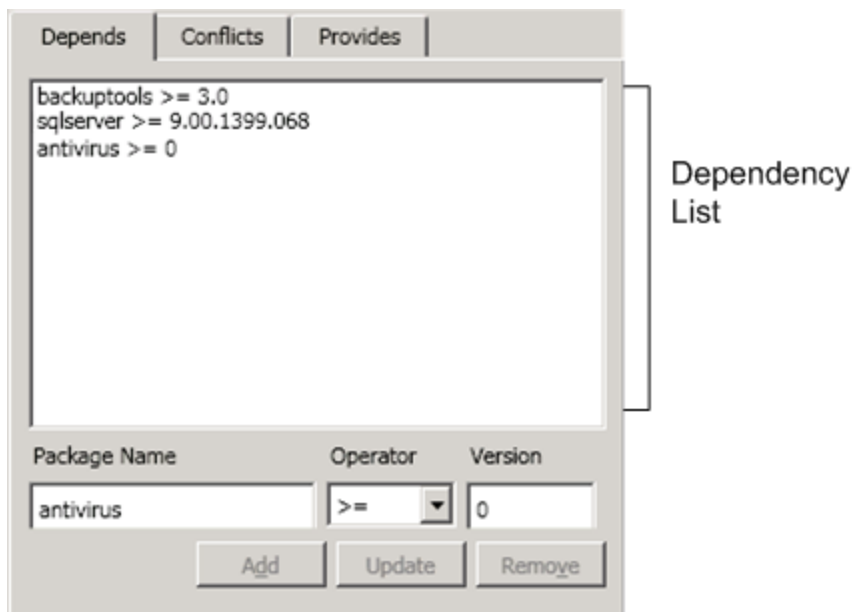 Depends Conflicts Provides
backuptools >= 3.0
sqlserver >= 9.00.1399.068
antivirus >= 0
Dependency
List
Package Name Operator Version
antivirus >= 0
Add Update Remove